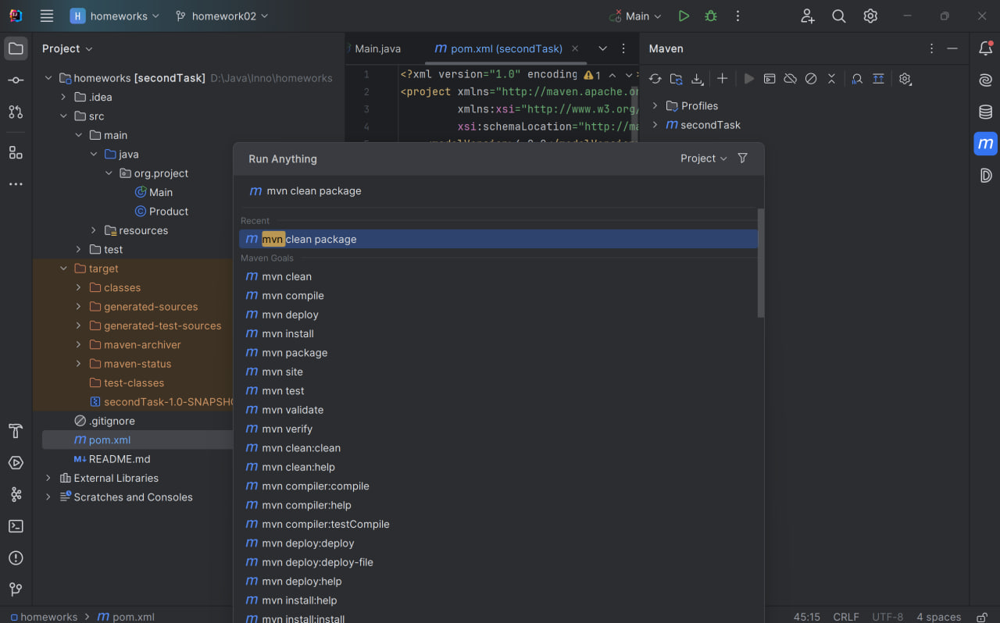 H homeworks homework02 Main
Project
Main.java
pom.xml (secondTask)
Maven
homeworks [secondTask] D:\Java\Inno\homeworks
.idea
src
main
java
org.project
Main
Product
resources
test
target
classes
generated-sources
generated-test-sources
maven-archiver
maven-status
test-classes
secondTask-1.0-SNAPSHO
.gitignore
pom.xml
M↓ README.md
External Libraries
Scratches and Consoles
1 <?xml version="1.0" encoding 1
2 <project xmlns="http://maven.apache.or
3 xmlns:xsi="http://www.w3.org/
4 xsi:schemaLocation="http://ma
Profiles
m secondTask
Run Anything
Project
m mvn clean package
Recent
m mvn clean package
Maven Goals
m mvn clean
m mvn compile
m mvn deploy
m mvn install
m mvn package
m mvn site
m mvn test
m mvn validate
m mvn verify
m mvn clean:clean
m mvn clean:help
m mvn compiler:compile
m mvn compiler:help
m mvn compiler:testCompile
m mvn deploy:deploy
m mvn deploy:deploy-file
m mvn deploy:help
m mvn install:help
m mvn install:install
homeworks > m pom.xml
45:15 CRLF UTF-8 4 spaces